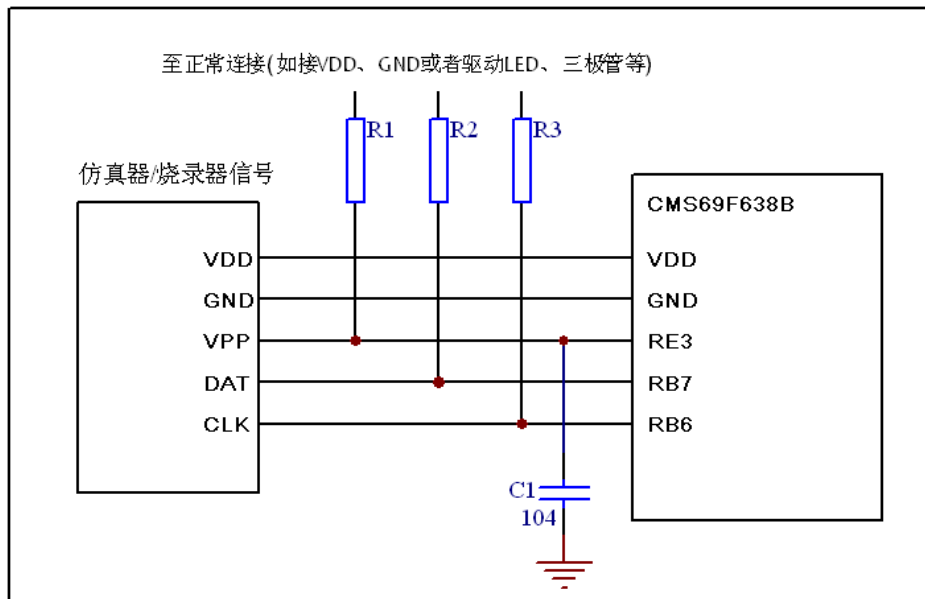 至正常连接(如接VDD、GND或者驱动LED、三极管等)
R1
R2
R3
仿真器/烧录器信号
CMS69F638B
VDD
VDD
GND
GND
VPP
RE3
DAT
RB7
CLK
RB6
C1
104